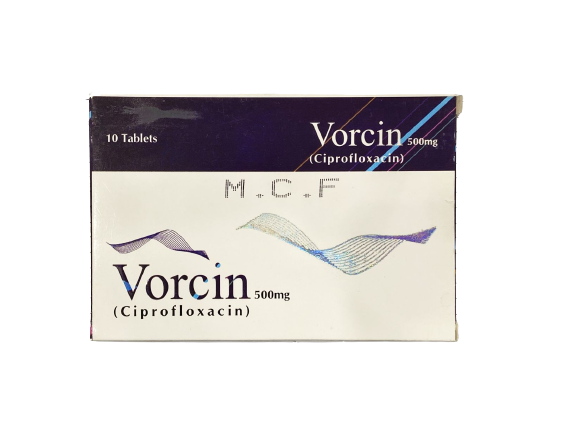 10 Tablets
Vorcin 500mg
(Ciprofloxacin)
M.C.F
Vorcin 500mg
(Ciprofloxacin)